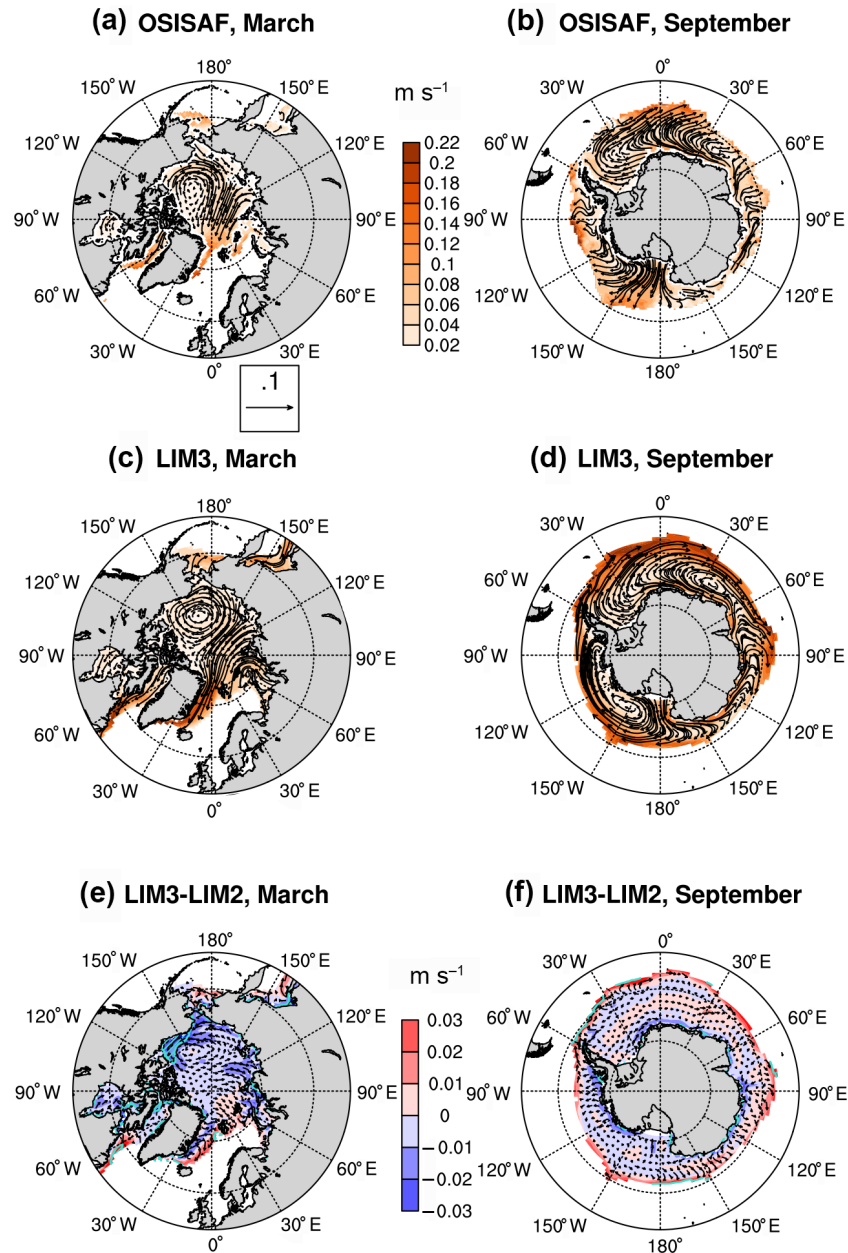 (a) OSISAF, March
(b) OSISAF, September
180°
150° W
150° E
120° W
120° E
90° W
90° E
60° W
60° E
30° W
30° E
0°
.1
m s⁻¹
0.22
0.2
0.18
0.16
0.14
0.12
0.1
0.08
0.06
0.04
0.02
0°
30° W
30° E
60° W
60° E
90° W
90° E
120° W
120° E
150° W
150° E
180°
(c) LIM3, March
(d) LIM3, September
180°
150° W
150° E
120° W
120° E
90° W
90° E
60° W
60° E
30° W
30° E
0°
0°
30° W
30° E
60° W
60° E
90° W
90° E
120° W
120° E
150° W
150° E
180°
(e) LIM3-LIM2, March
(f) LIM3-LIM2, September
180°
150° W
150° E
120° W
120° E
90° W
90° E
60° W
60° E
30° W
30° E
0°
m s⁻¹
0.03
0.02
0.01
0
−0.01
−0.02
−0.03
0°
30° W
30° E
60° W
60° E
90° W
90° E
120° W
120° E
150° W
150° E
180°